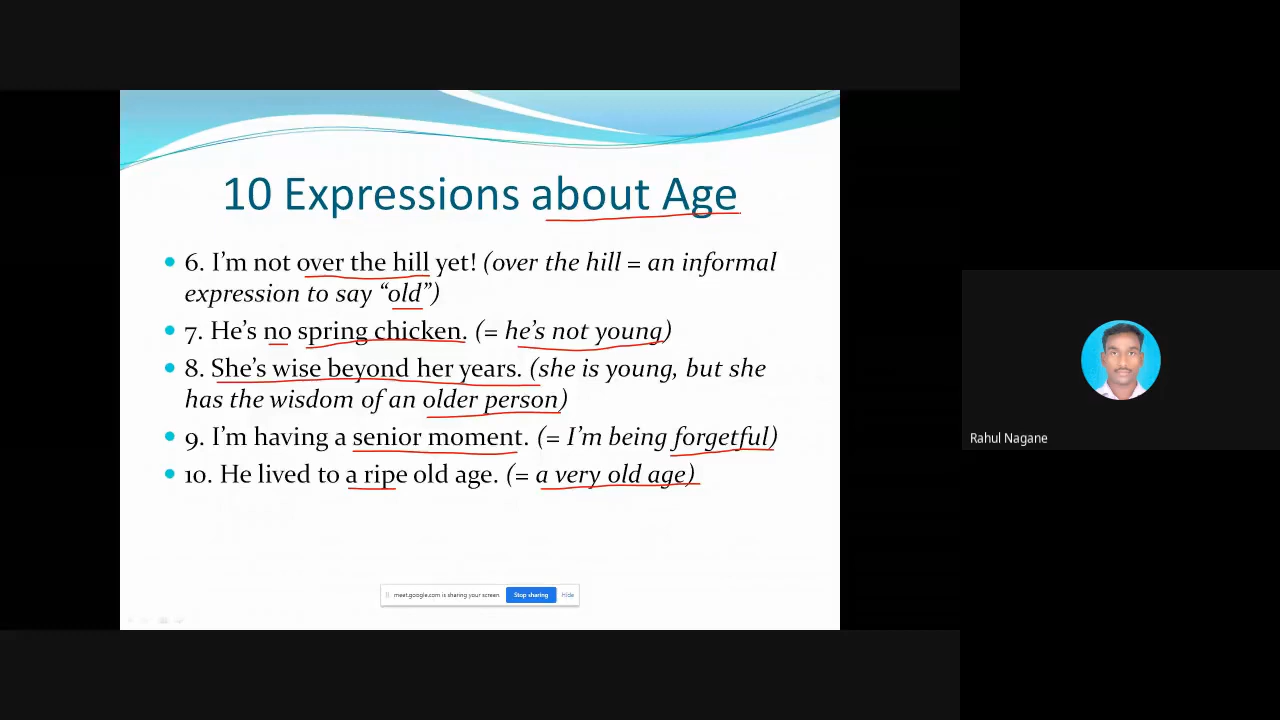 10 Expressions about Age
• 6. I'm not over the hill yet! (over the hill = an informal
expression to say “old”)
• 7. He's no spring chicken. (= he's not young)
• 8. She's wise beyond her years. (she is young, but she
has the wisdom of an older person)
• 9. I'm having a senior moment. (= I'm being forgetful)
• 10. He lived to a ripe old age. (= a very old age)
meet.google.com is sharing your screen Stop sharing Hide
Rahul Nagane